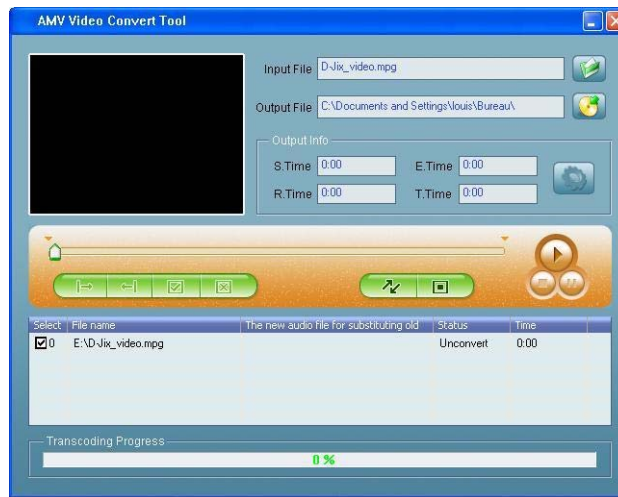 AMV Video Convert Tool
Input File D-Jix_video.mpg
Output File C:\Documents and Settings\louis\Bureau\
Output Info
S.Time 0:00 E.Time 0:00
R.Time 0:00 T.Time 0:00
Select File name The new audio file for substituting old Status Time
0 E:\D-Jix_video.mpg Unconvert 0:00
Transcoding Progress
0 %